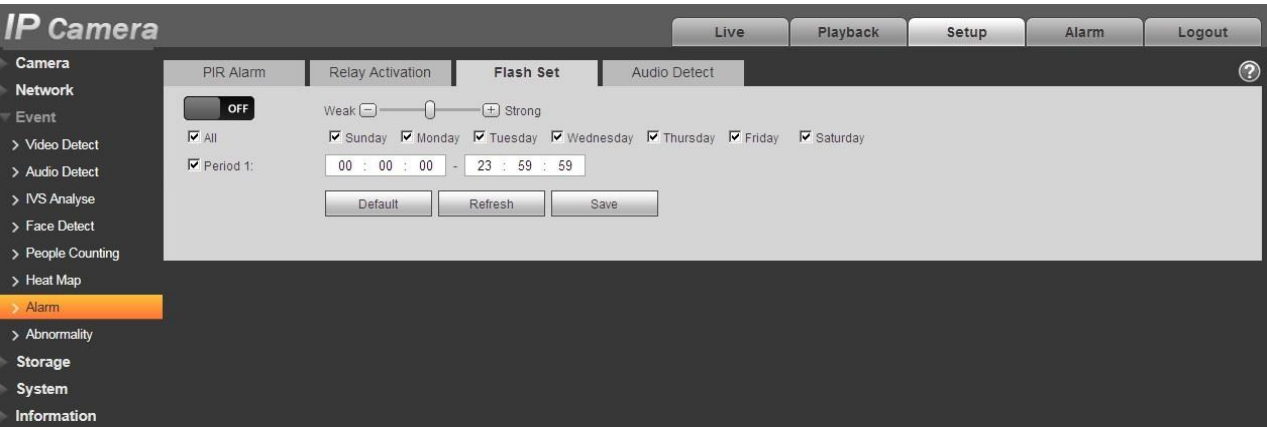 IP Camera
Live Playback Setup Alarm Logout
Camera
Network
Event
Video Detect
Audio Detect
IVS Analyse
Face Detect
People Counting
Heat Map
Alarm
Abnormality
Storage
System
Information
PIR Alarm Relay Activation Flash Set Audio Detect
OFF Weak Strong
All Sunday Monday Tuesday Wednesday Thursday Friday Saturday
Period 1: 00 : 00 : 00 - 23 : 59 : 59
Default Refresh Save